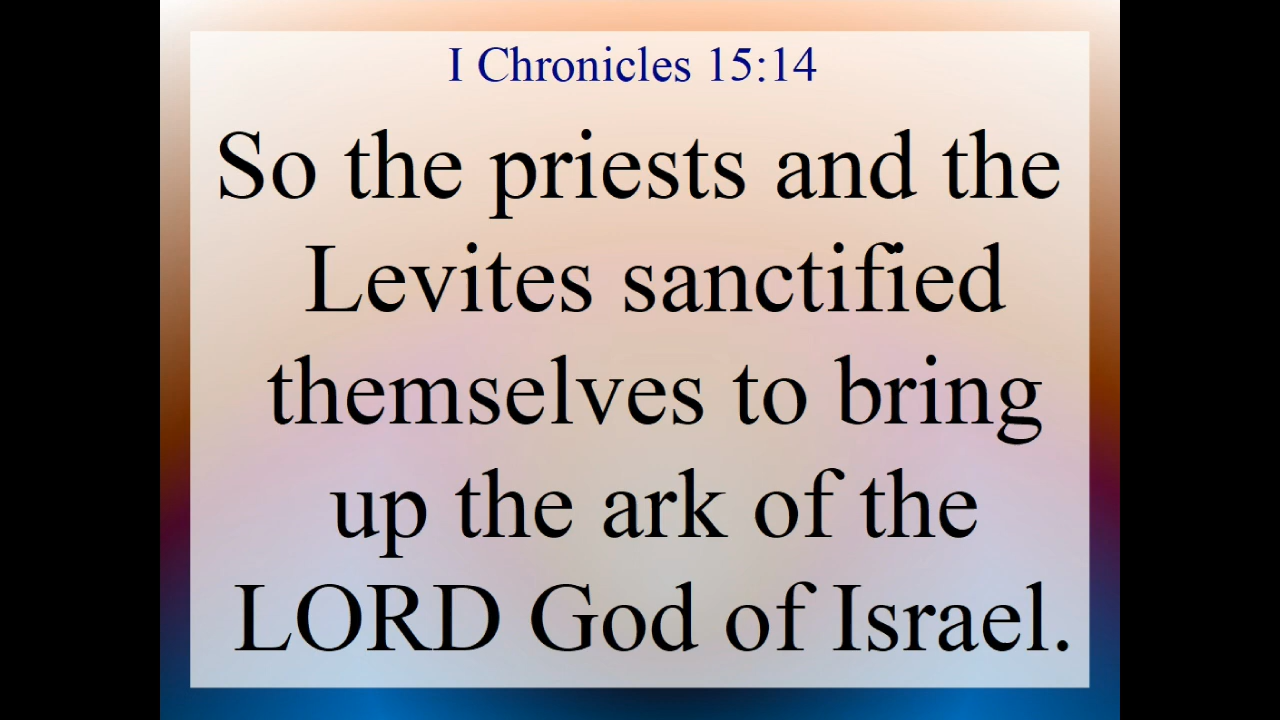 I Chronicles 15:14
So the priests and the
Levites sanctified
themselves to bring
up the ark of the
LORD God of Israel.